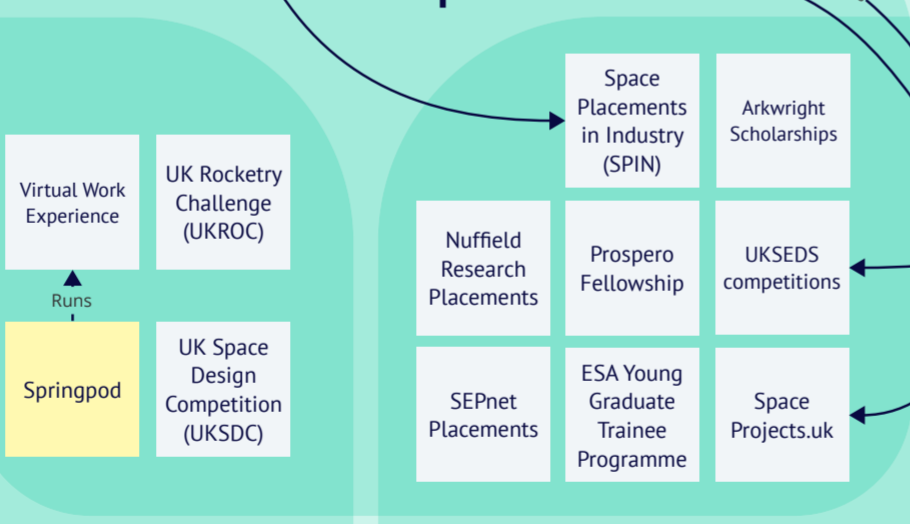 Virtual Work
Experience
UK Rocketry
Challenge
(UKROC)
Runs
Springpod
UK Space
Design
Competition
(UKSDC)
Space
Placements
in Industry
(SPIN)
Arkwright
Scholarships
Nuffield
Research
Placements
Prospero
Fellowship
UKSEDS
competitions
SEPnet
Placements
ESA Young
Graduate
Trainee
Programme
Space
Projects.uk